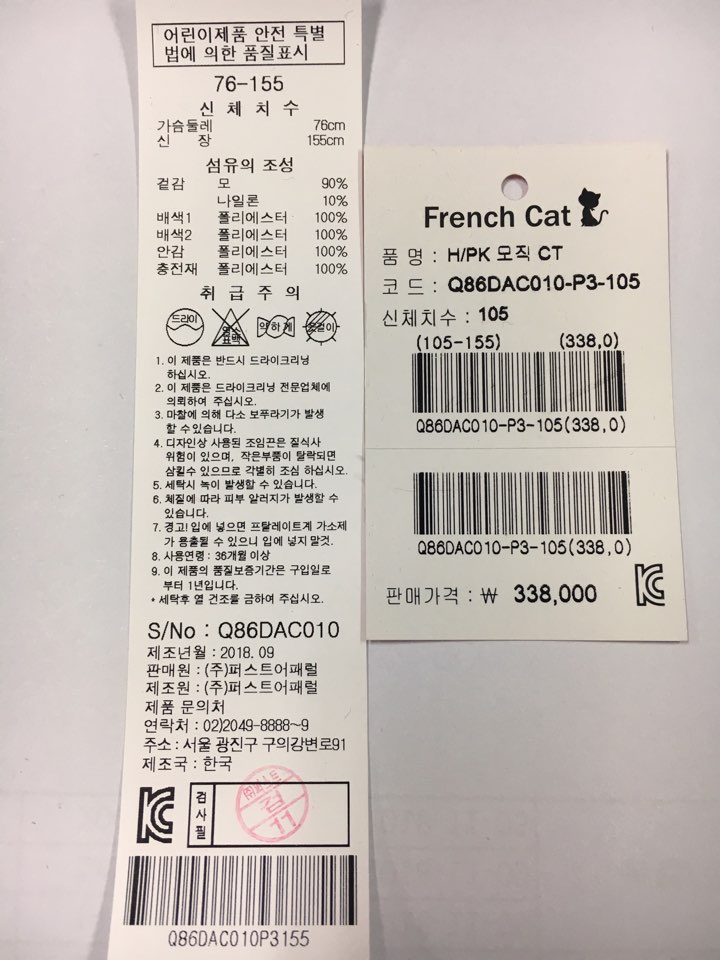 어린이제품 안전 특별
법에 의한 품질표시
76-155
신 체 치 수
가슴둘레 76cm
신 장 155cm
섬유의 조성
겉감 모 90%
나일론 10%
배색1 폴리에스터 100%
배색2 폴리에스터 100%
안감 폴리에스터 100%
충전재 폴리에스터 100%
취 급 주 의
드라이 염소 표백 약하게 옷걸이
1. 이 제품은 반드시 드라이크리닝
하십시오.
2. 이 제품은 드라이크리닝 전문업체에
의뢰하여 주십시오.
3. 마찰에 의해 다소 보푸라기가 발생
할 수 있습니다.
4. 디자인상 사용된 조임끈은 질식사
위험이 있으며, 작은부품이 탈락되면
삼킬수 있으므로 각별히 조심 하십시오.
5. 세탁시 녹이 발생할 수 있습니다.
6. 체질에 따라 피부 알러지가 발생할 수
있습니다.
7. 경고! 입에 넣으면 프탈레이트계 가소제
가 용출될 수 있으니 입에 넣지 말것.
8. 사용연령 : 36개월 이상
9. 이 제품의 품질보증기간은 구입일로
부터 1년입니다.
* 세탁후 열 건조를 금하여 주십시오.
S/No : Q86DAC010
제조년월 : 2018. 09
판매원 : (주)퍼스트어패럴
제조원 : (주)퍼스트어패럴
제품 문의처
연락처 : 02)2049-8888~9
주소 : 서울 광진구 구의강변로91
제조국 : 한국
KC 검사필
검
11
Q86DAC010P3155
French Cat
품 명 : H/PK 모직 CT
코 드 : Q86DAC010-P3-105
신체치수 : 105
(105-155) (338,0)
Q86DAC010-P3-105(338,0)
Q86DAC010-P3-105(338,0)
판매가격 : ₩ 338,000
KC